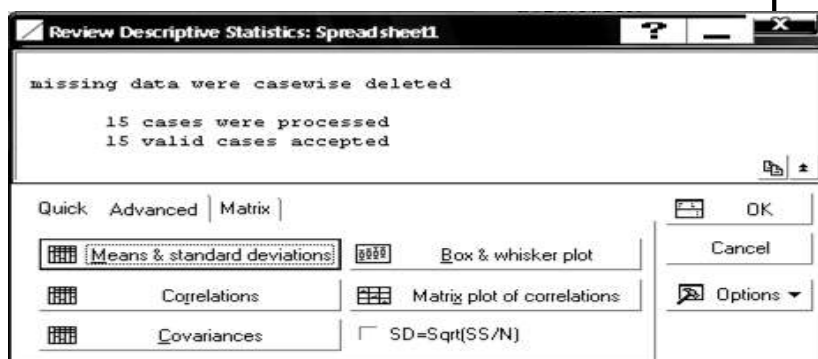 Review Descriptive Statistics: Spreadsheet1
missing data were casewise deleted
15 cases were processed
15 valid cases accepted
Quick Advanced Matrix
OK
Means & standard deviations
Box & whisker plot
Cancel
Correlations
Matrix plot of correlations
Options
Covariances
SD=Sqrt(SS/N)